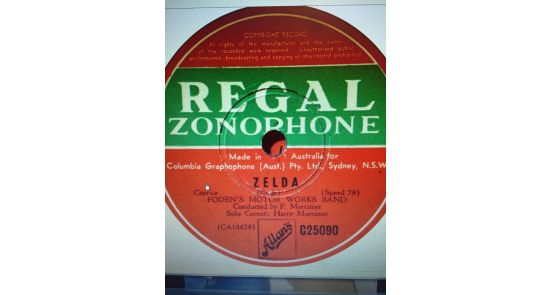 COPYRIGHT RECORD
All rights of the manufacturer and the owner
of the recorded work reserved. Unauthorised public
performance, broadcasting and copying of this record prohibited
REGAL
ZONOPHONE
Made in Australia for
Columbia Graphophone (Aust.) Pty. Ltd., Sydney, N.S.W
ZELDA
Caprice (Speed 78)
FODEN'S MOTOR WORKS BAND
Conducted by F. Mortimer
Solo Cornet: Harry Mortimer
(CA18628) Allan's C25090